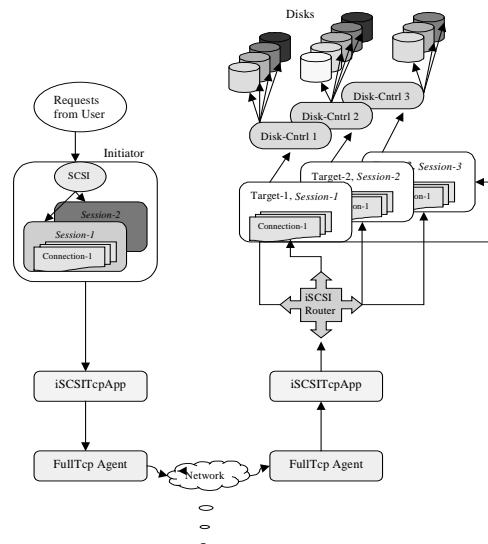 Disks
Requests
from User
Disk-Cntrl 3
Disk-Cntrl 2
Disk-Cntrl 1
Initiator
SCSI
Session-2
Session-1
Connection-1
Session-3
Target-2, Session-2
Target-1, Session-1
Connection-1
iSCSI
Router
iSCSITcpApp
iSCSITcpApp
FullTcp Agent
Network
FullTcp Agent